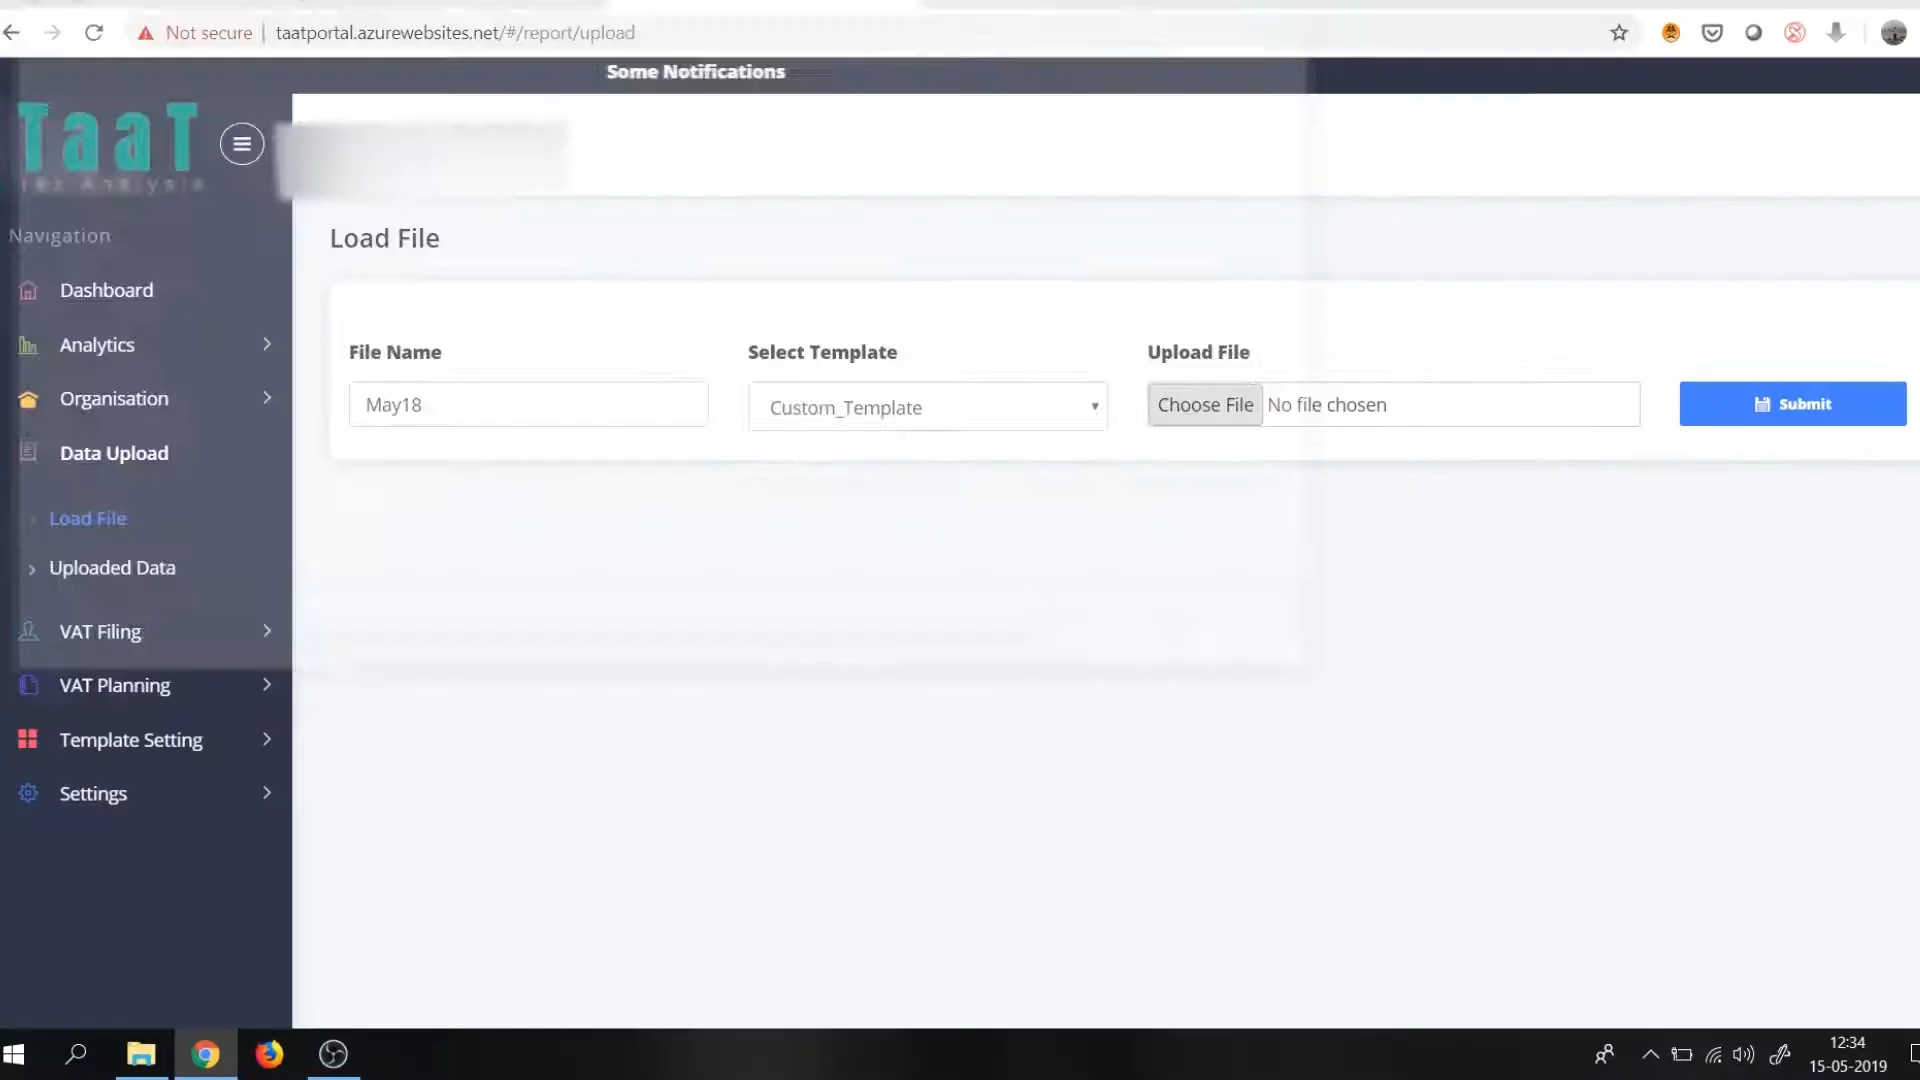 Not secure | taatportal.azurewebsites.net/#/report/upload
Some Notifications
TaaT
Navigation
Load File
Dashboard
Analytics
Organisation
Data Upload
Load File
Uploaded Data
VAT Filing
VAT Planning
Template Setting
Settings
File Name
Select Template
Upload File
May18
Custom_Template
Choose File No file chosen
Submit
12:34
15-05-2019